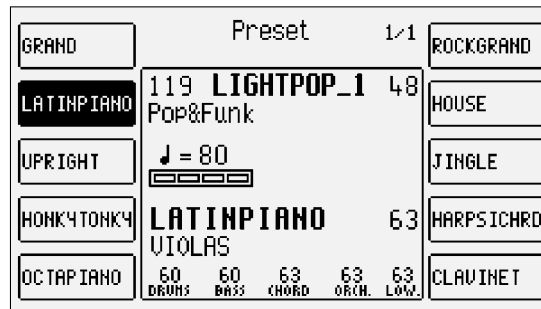 Preset 1/1
GRAND
LATINPIANO
UPRIGHT
HONKYTONKY
OCTAPIANO
119 LIGHTPOP_1 48
Pop&Funk
♩ = 80
LATINPIANO 63
VIOLAS
60 60 63 63 63
DRUMS BASS CHORD ORCH. LOW.
ROCKGRAND
HOUSE
JINGLE
HARPSICHRD
CLAVINET